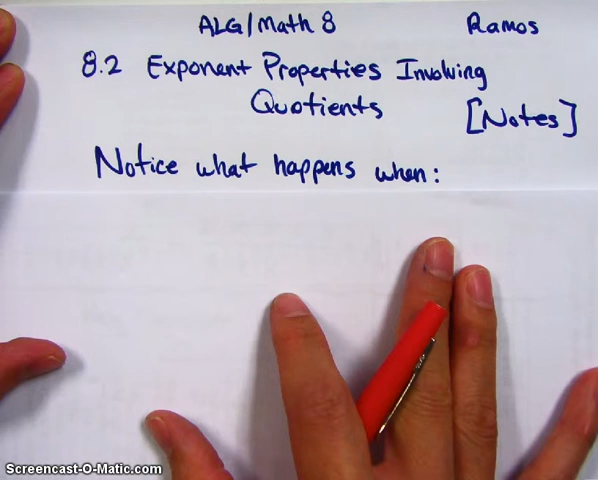 ALG/Math 8 Ramos
8.2 Exponent Properties Involving
Quotients [Notes]
Notice what happens when:
Screencast-O-Matic.com